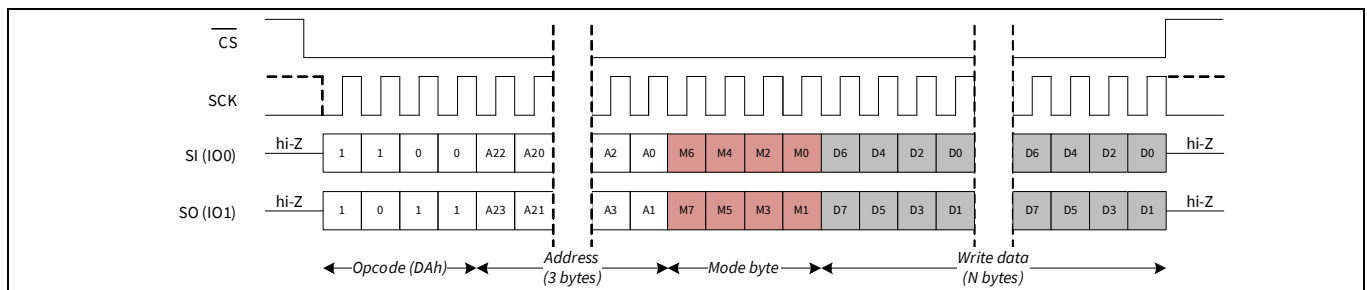 CS
SCK
SI (IO0) hi-Z 1 1 0 0 A22 A20 A2 A0 M6 M4 M2 M0 D6 D4 D2 D0 D6 D4 D2 D0 hi-Z
SO (IO1) hi-Z 1 0 1 1 A23 A21 A3 A1 M7 M5 M3 M1 D7 D5 D3 D1 D7 D5 D3 D1 hi-Z
Opcode (DAh) Address Mode byte Write data
(3 bytes) (N bytes)